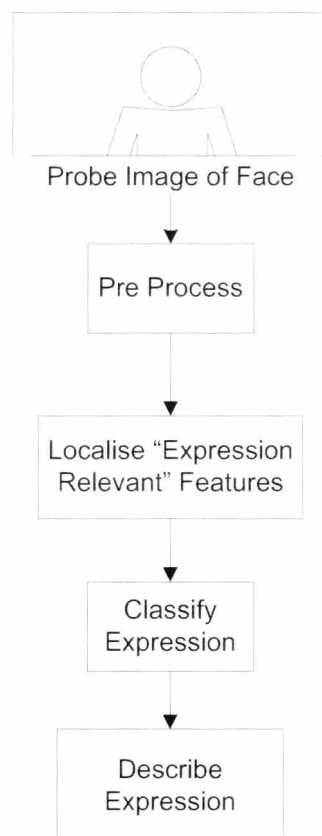 Probe Image of Face
Pre Process
Localise “Expression
Relevant” Features
Classify
Expression
Describe
Expression